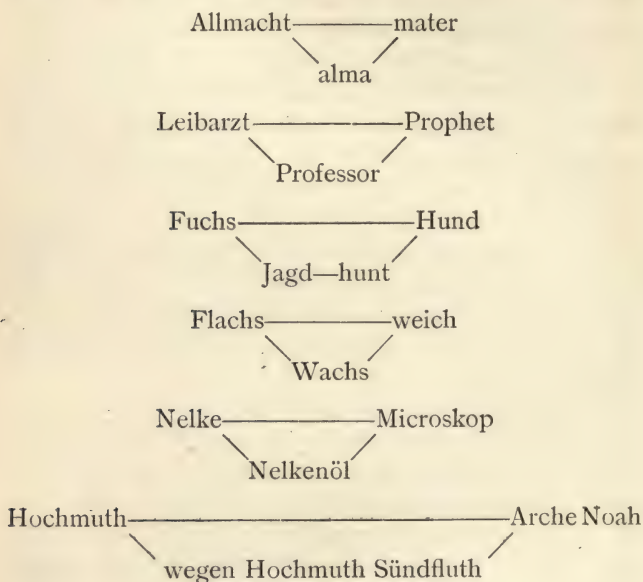 Allmacht mater
alma
Leibarzt Prophet
Professor
Fuchs Hund
Jagd—hunt
Flachs weich
Wachs
Nelke Microskop
Nelkenöl
Hochmuth Arche Noah
wegen Hochmuth Sündfluth